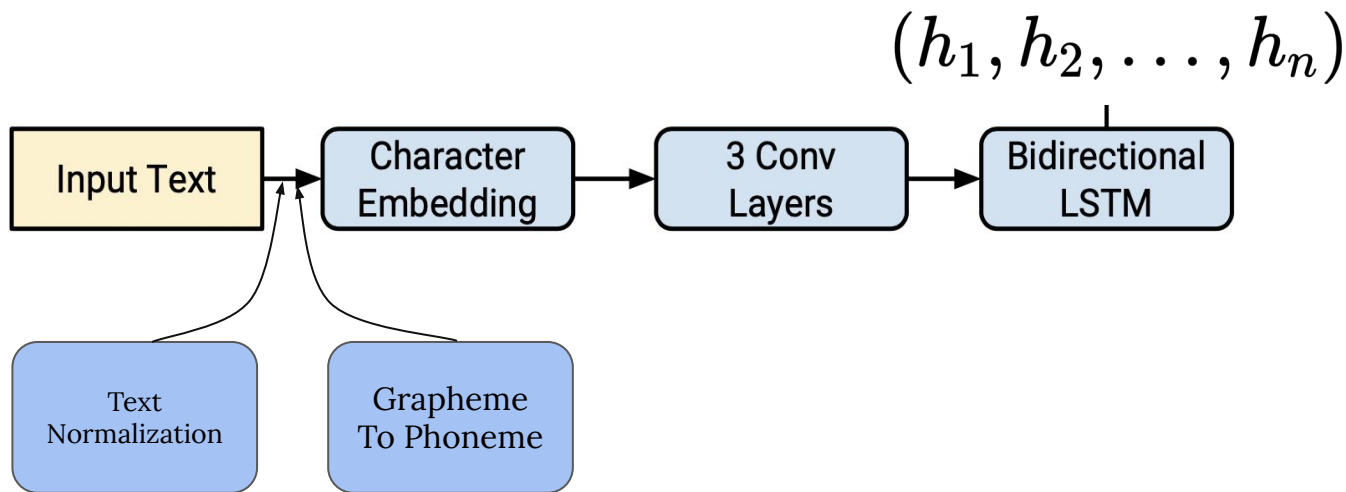 (h₁, h₂, . . . , hₙ)
Input Text
Character
Embedding
3 Conv
Layers
Bidirectional
LSTM
Text
Normalization
Grapheme
To Phoneme